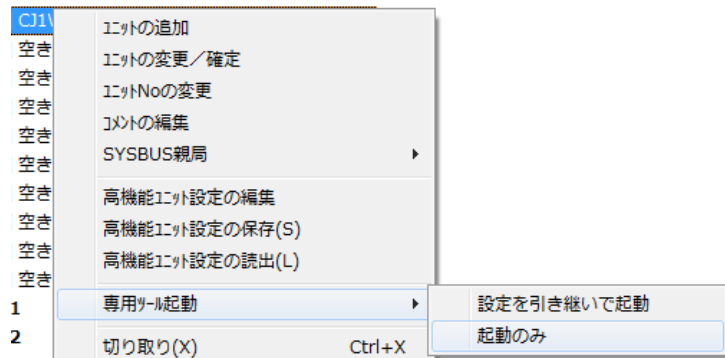 CJ1W
ﾕﾆｯﾄの追加
空き
ﾕﾆｯﾄの変更／確定
空き
ﾕﾆｯﾄNoの変更
空き
ｺﾒﾝﾄの編集
空き
SYSBUS親局
空き
空き
高機能ﾕﾆｯﾄ設定の編集
空き
高機能ﾕﾆｯﾄ設定の保存(S)
空き
高機能ﾕﾆｯﾄ設定の読出(L)
空き
1
専用ﾂｰﾙ起動
設定を引き継いで起動
2
起動のみ
切り取り(X) Ctrl+X